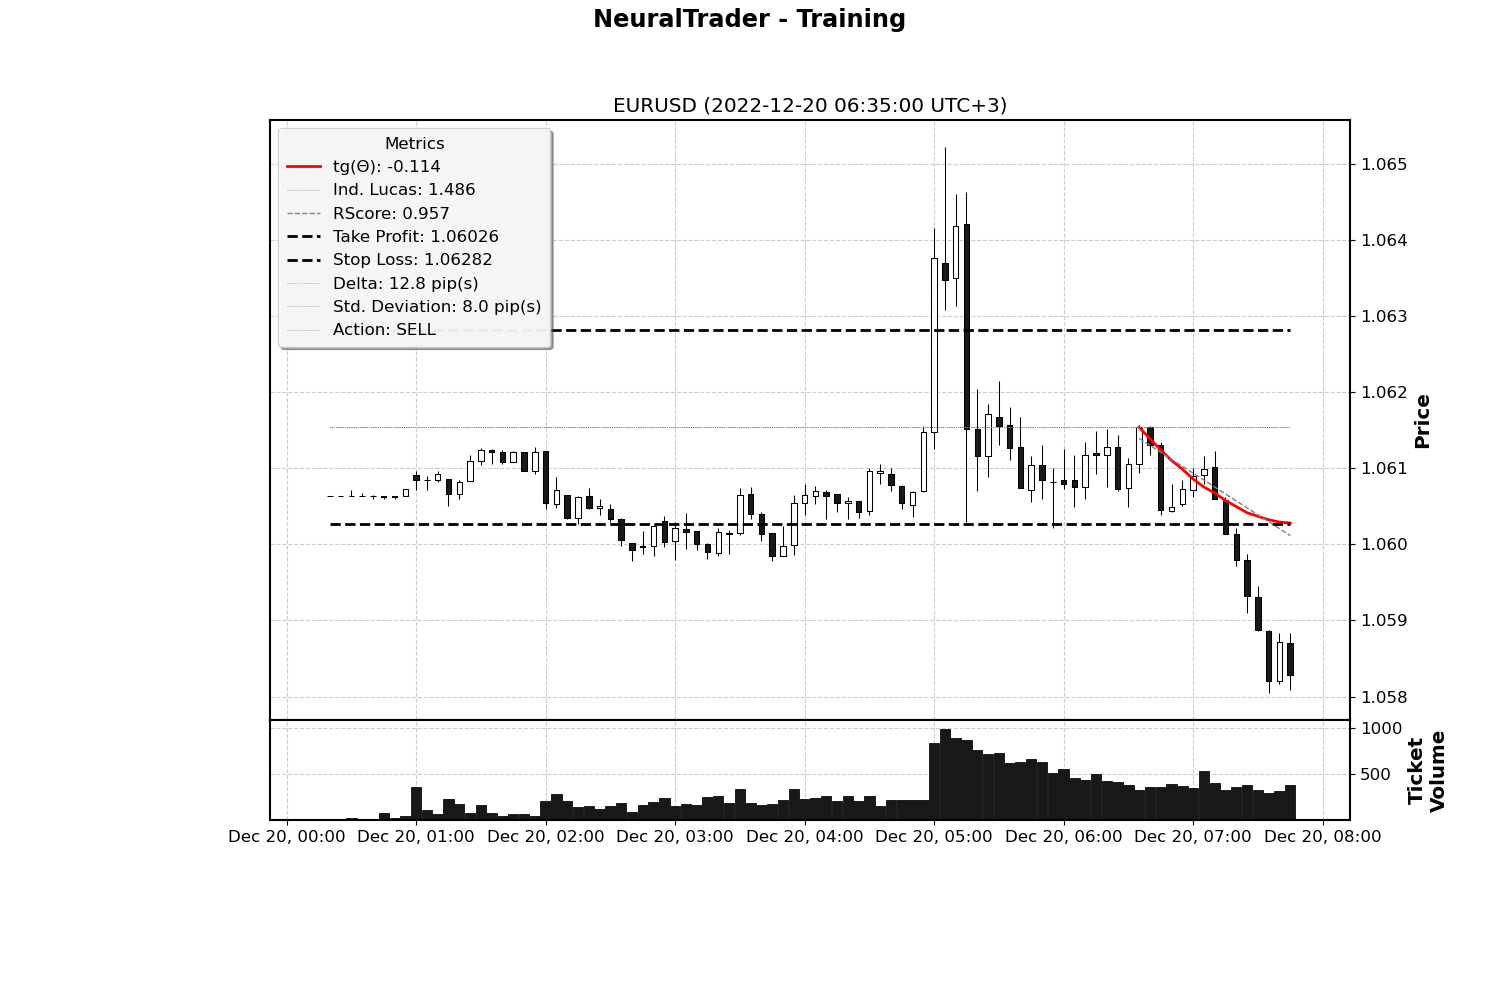 NeuralTrader - Training
EURUSD (2022-12-20 06:35:00 UTC+3)
Metrics
tg(Θ): -0.114
Ind. Lucas: 1.486
RScore: 0.957
Take Profit: 1.06026
Stop Loss: 1.06282
Delta: 12.8 pip(s)
Std. Deviation: 8.0 pip(s)
Action: SELL
1.065
1.064
1.063
1.062
1.061
1.060
1.059
1.058
Price
1000
500
Ticket
Volume
Dec 20, 00:00 Dec 20, 01:00 Dec 20, 02:00 Dec 20, 03:00 Dec 20, 04:00 Dec 20, 05:00 Dec 20, 06:00 Dec 20, 07:00 Dec 20, 08:00